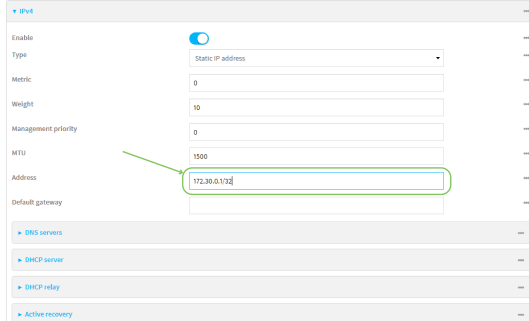 ▾ IPv4
Enable
Type Static IP address
Metric 0
Weight 10
Management priority 0
MTU 1500
Address 172.30.0.1/32
Default gateway
▸ DNS servers
▸ DHCP server
▸ DHCP relay
▸ Active recovery